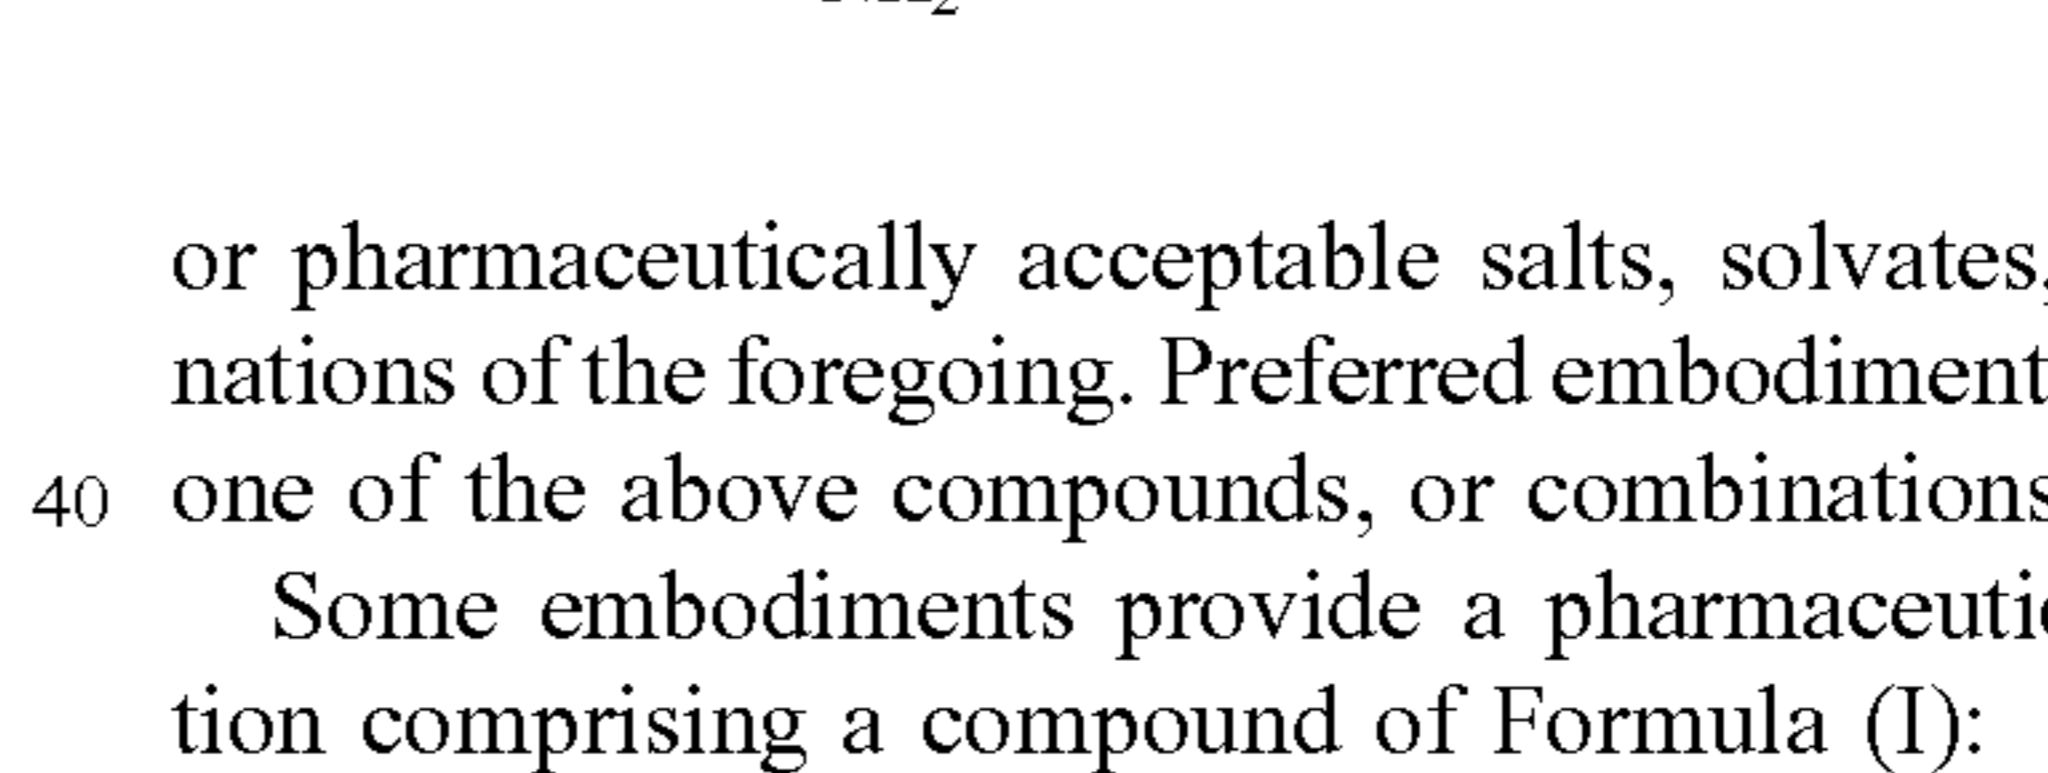 or pharmaceutically acceptable salts, solvates,
nations of the foregoing. Preferred embodiment
40 one of the above compounds, or combinations
Some embodiments provide a
tion comprising a compound of Formula (I):